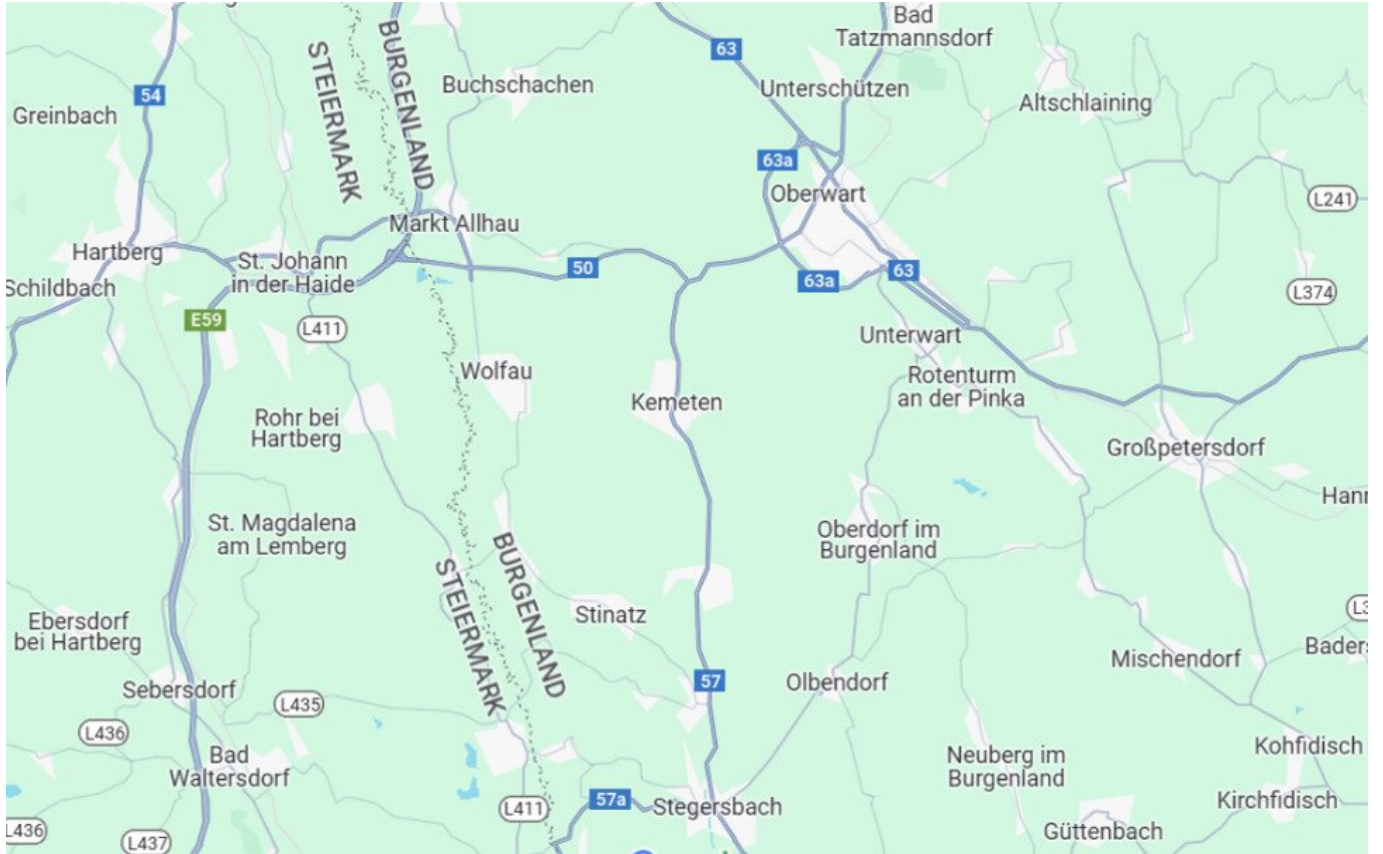 Bad
Tatzmannsdorf
63
BURGENLAND
STEIERMARK
Buchschachen
Unterschützen
54
Altschlaining
Greinbach
63a
Oberwart
L241
Markt Allhau
Hartberg
St. Johann
in der Haide
50
63a
63
Schildbach
L374
E59
L411
Unterwart
Wolfau
Rotenturm
an der Pinka
Kemeten
Rohr bei
Hartberg
Großpetersdorf
Hanr
St. Magdalena
am Lemberg
Oberdorf im
Burgenland
BURGENLAND
STEIERMARK
Stinatz
Ebersdorf
bei Hartberg
L3
Baders
Mischendorf
Sebersdorf
57
Olbendorf
L435
L436
Bad
Waltersdorf
Neuberg im
Burgenland
Kohfidisch
L411
57a
Stegersbach
Kirchfidisch
L436
Güttenbach
L437